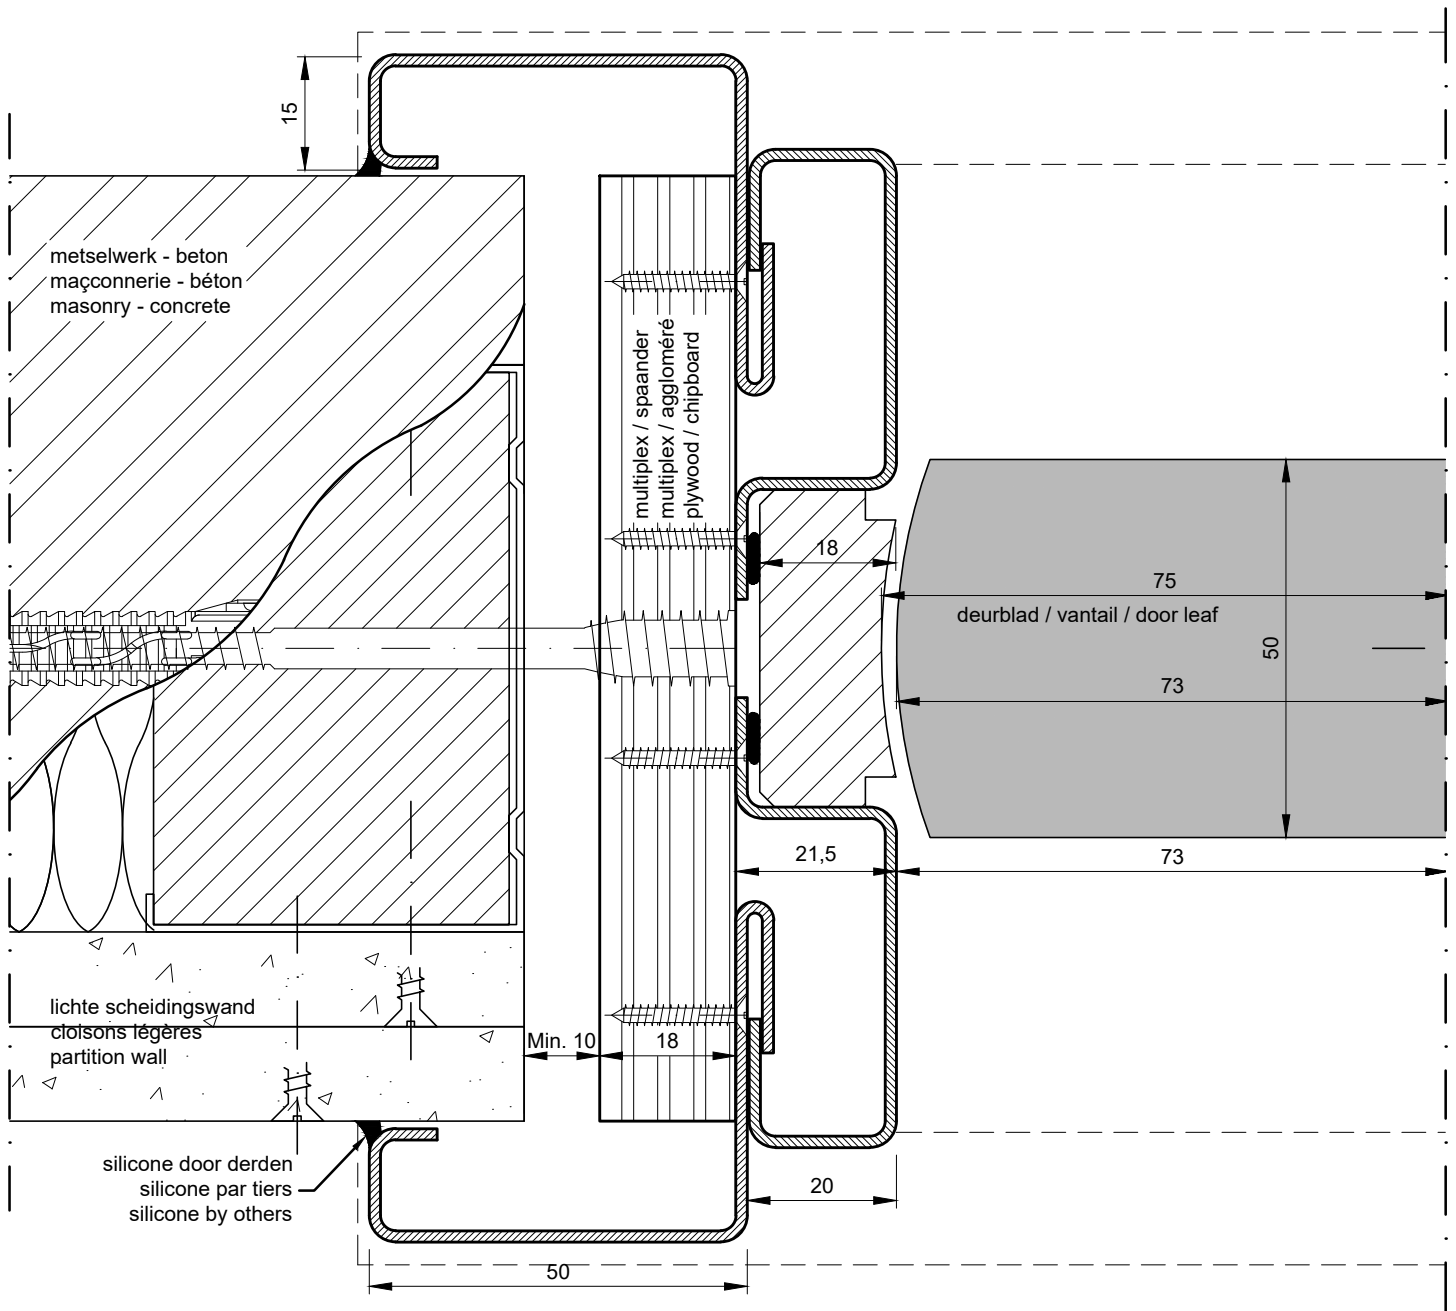 15
metselwerk - beton
maçconnerie - béton
masonry - concrete
multiplex / spaander
multiplex / aggloméré
plywood / chipboard
18
75
deurblad / vantail / door leaf
50
73
21,5
73
lichte scheidingswand
cloisons légères
partition wall
Min. 10
18
silicone door derden
silicone par tiers
silicone by others
20
50